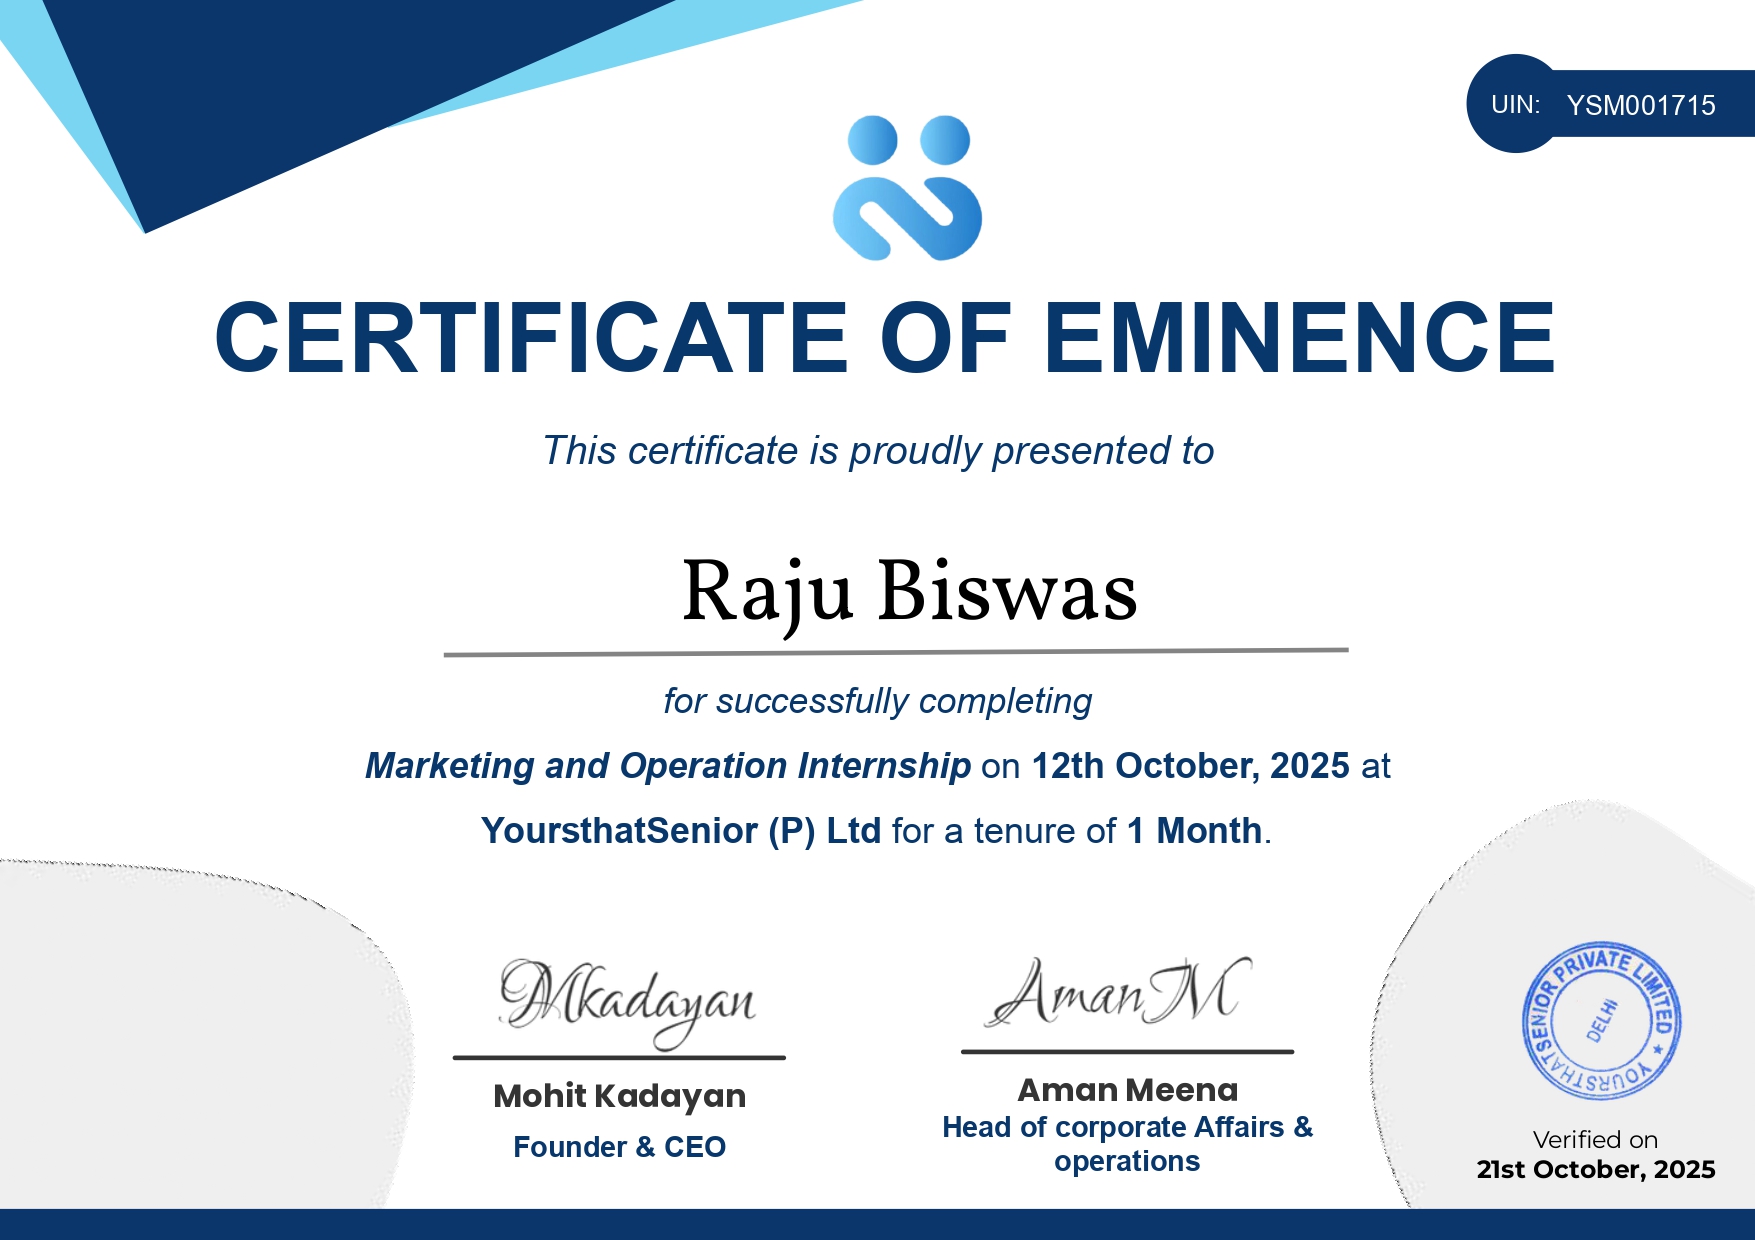 UIN: YSM001715
CERTIFICATE OF EMINENCE
This certificate is proudly presented to
Raju Biswas
for successfully completing
Marketing and Operation Internship on 12th October, 2025 at
YoursthatSenior (P) Ltd for a tenure of 1 Month.
Mkadayan
Aman M
Mohit Kadayan
Founder & CEO
Aman Meena
Head of corporate Affairs &
operations
YOURSTHATSENIOR PRIVATE LIMITED ★
DELHI
Verified on
21st October, 2025